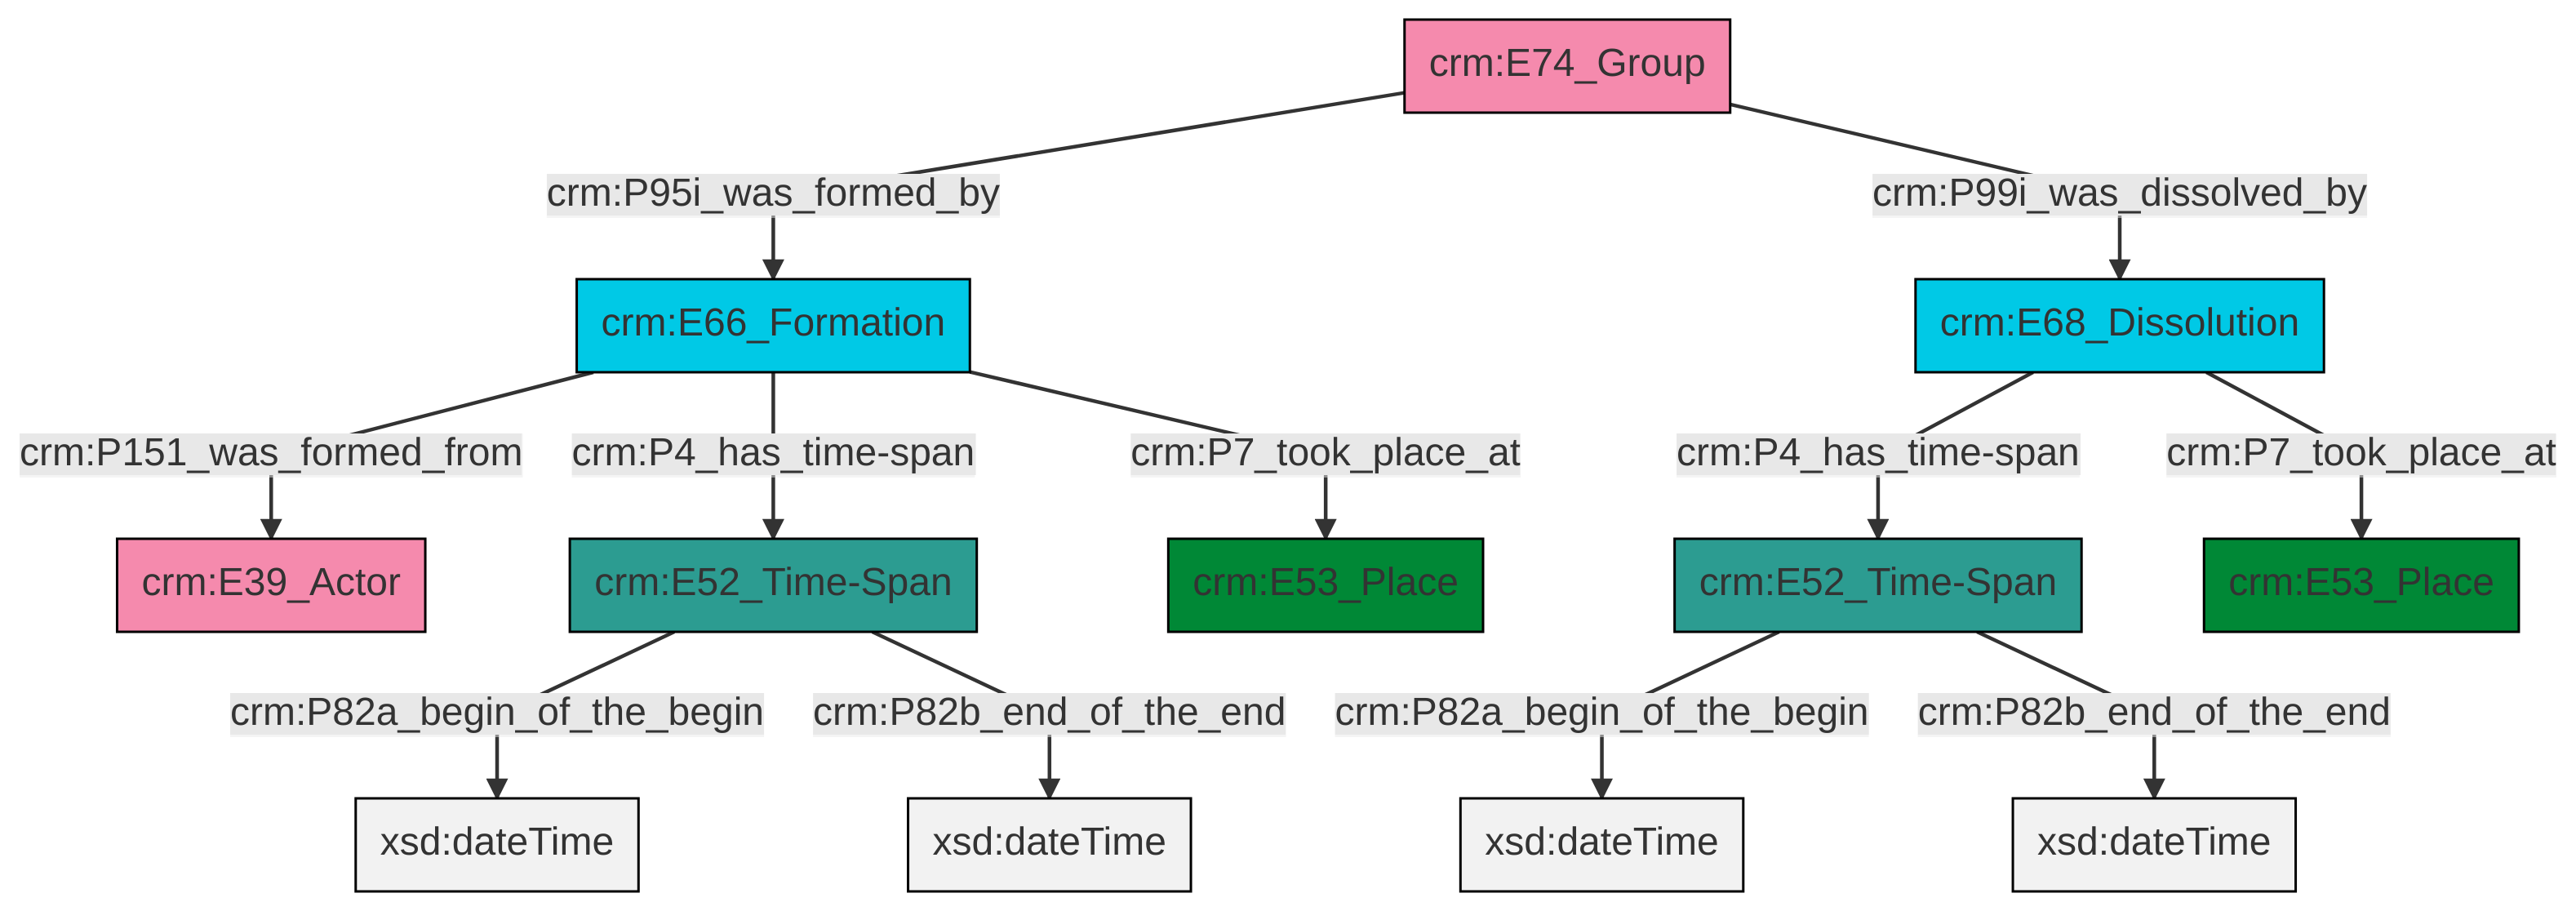 crm:E74_Group
crm:P95i_was_formed_by
crm:P99i_was_dissolved_by
crm:E66_Formation
crm:E68_Dissolution
crm:P151_was_formed_from
crm:P4_has_time-span
crm:P7_took_place_at
crm:P4_has_time-span
crm:P7_took_place_at
crm:E39_Actor
crm:E52_Time-Span
crm:E53_Place
crm:E52_Time-Span
crm:E53_Place
crm:P82a_begin_of_the_begin
crm:P82b_end_of_the_end
crm:P82a_begin_of_the_begin
crm:P82b_end_of_the_end
xsd:dateTime
xsd:dateTime
xsd:dateTime
xsd:dateTime